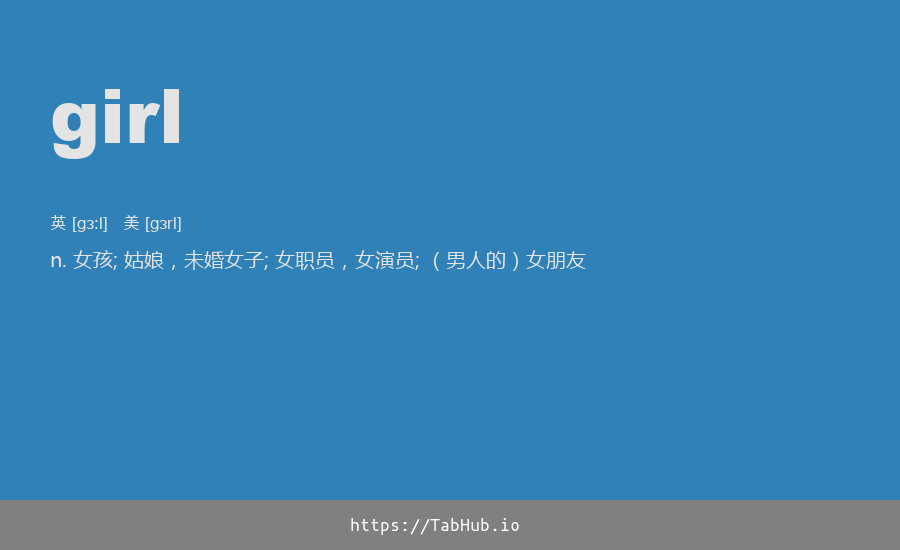 girl
英 [gɜ:l] 美 [gɜrl]
n. 女孩; 姑娘，未婚女子; 女职员，女演员; （男人的）女朋友
https://TabHub.io